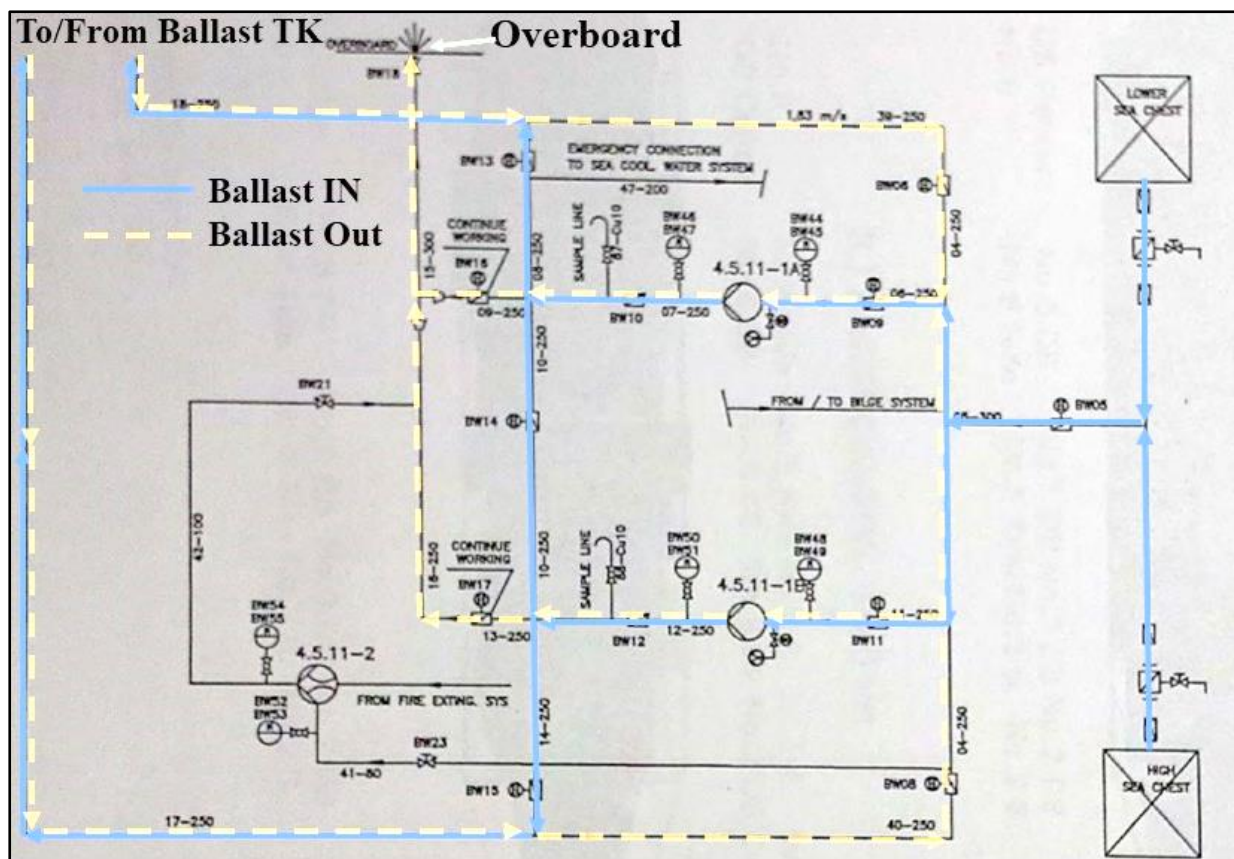 To/From Ballast TK
Overboard
OVERBOARD
BW18
18-250
1,83 m/s
39-250
LOWER
SEA CHEST
BW13
EMERGENCY CONNECTION
TO SEA COOL. WATER SYSTEM
47-200
BW06
Ballast IN
Ballast Out
15-300
CONTINUE
WORKING
BW16
08-250
SAMPLE LINE
67-Cu10
BW46
BW47
BW44
BW45
04-250
4.5.11-1A
06-250
09-250
BW10
07-250
BW09
10-250
BW21
FROM / TO BILGE SYSTEM
BW05
05-300
BW14
42-100
16-250
CONTINUE
WORKING
BW17
10-250
SAMPLE LINE
68-Cu10
BW50
BW51
BW48
BW49
4.5.11-1B
11-250
13-250
BW12
12-250
BW11
BW54
BW55
4.5.11-2
BW52
BW53
FROM FIRE EXTING. SYS
14-250
04-250
BW23
41-80
BW15
BW08
HIGH
SEA CHEST
17-250
40-250